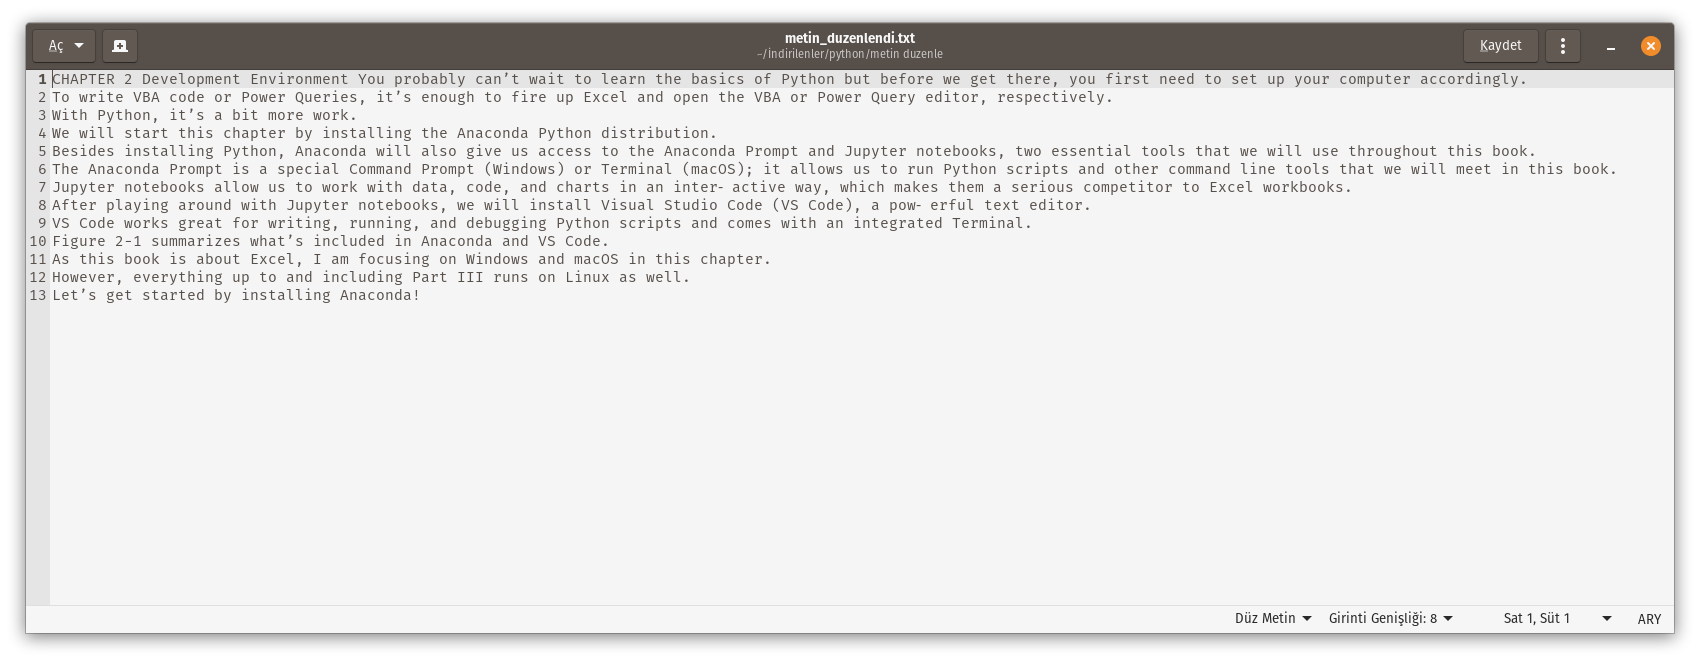 Aç
metin_duzenlendi.txt
~/İndirilenler/python/metin duzenle
Kaydet
1 CHAPTER 2 Development Environment You probably can’t wait to learn the basics of Python but before we get there, you first need to set up your computer accordingly.
2 To write VBA code or Power Queries, it’s enough to fire up Excel and open the VBA or Power Query editor, respectively.
3 With Python, it’s a bit more work.
4 We will start this chapter by installing the Anaconda Python distribution.
5 Besides installing Python, Anaconda will also give us access to the Anaconda Prompt and Jupyter notebooks, two essential tools that we will use throughout this book.
6 The Anaconda Prompt is a special Command Prompt (Windows) or Terminal (macOS); it allows us to run Python scripts and other command line tools that we will meet in this book.
7 Jupyter notebooks allow us to work with data, code, and charts in an inter‐ active way, which makes them a serious competitor to Excel workbooks.
8 After playing around with Jupyter notebooks, we will install Visual Studio Code (VS Code), a pow‐ erful text editor.
9 VS Code works great for writing, running, and debugging Python scripts and comes with an integrated Terminal.
10 Figure 2-1 summarizes what’s included in Anaconda and VS Code.
11 As this book is about Excel, I am focusing on Windows and macOS in this chapter.
12 However, everything up to and including Part III runs on Linux as well.
13 Let’s get started by installing Anaconda!
Düz Metin Girinti Genişliği: 8 Sat 1, Süt 1 ARY